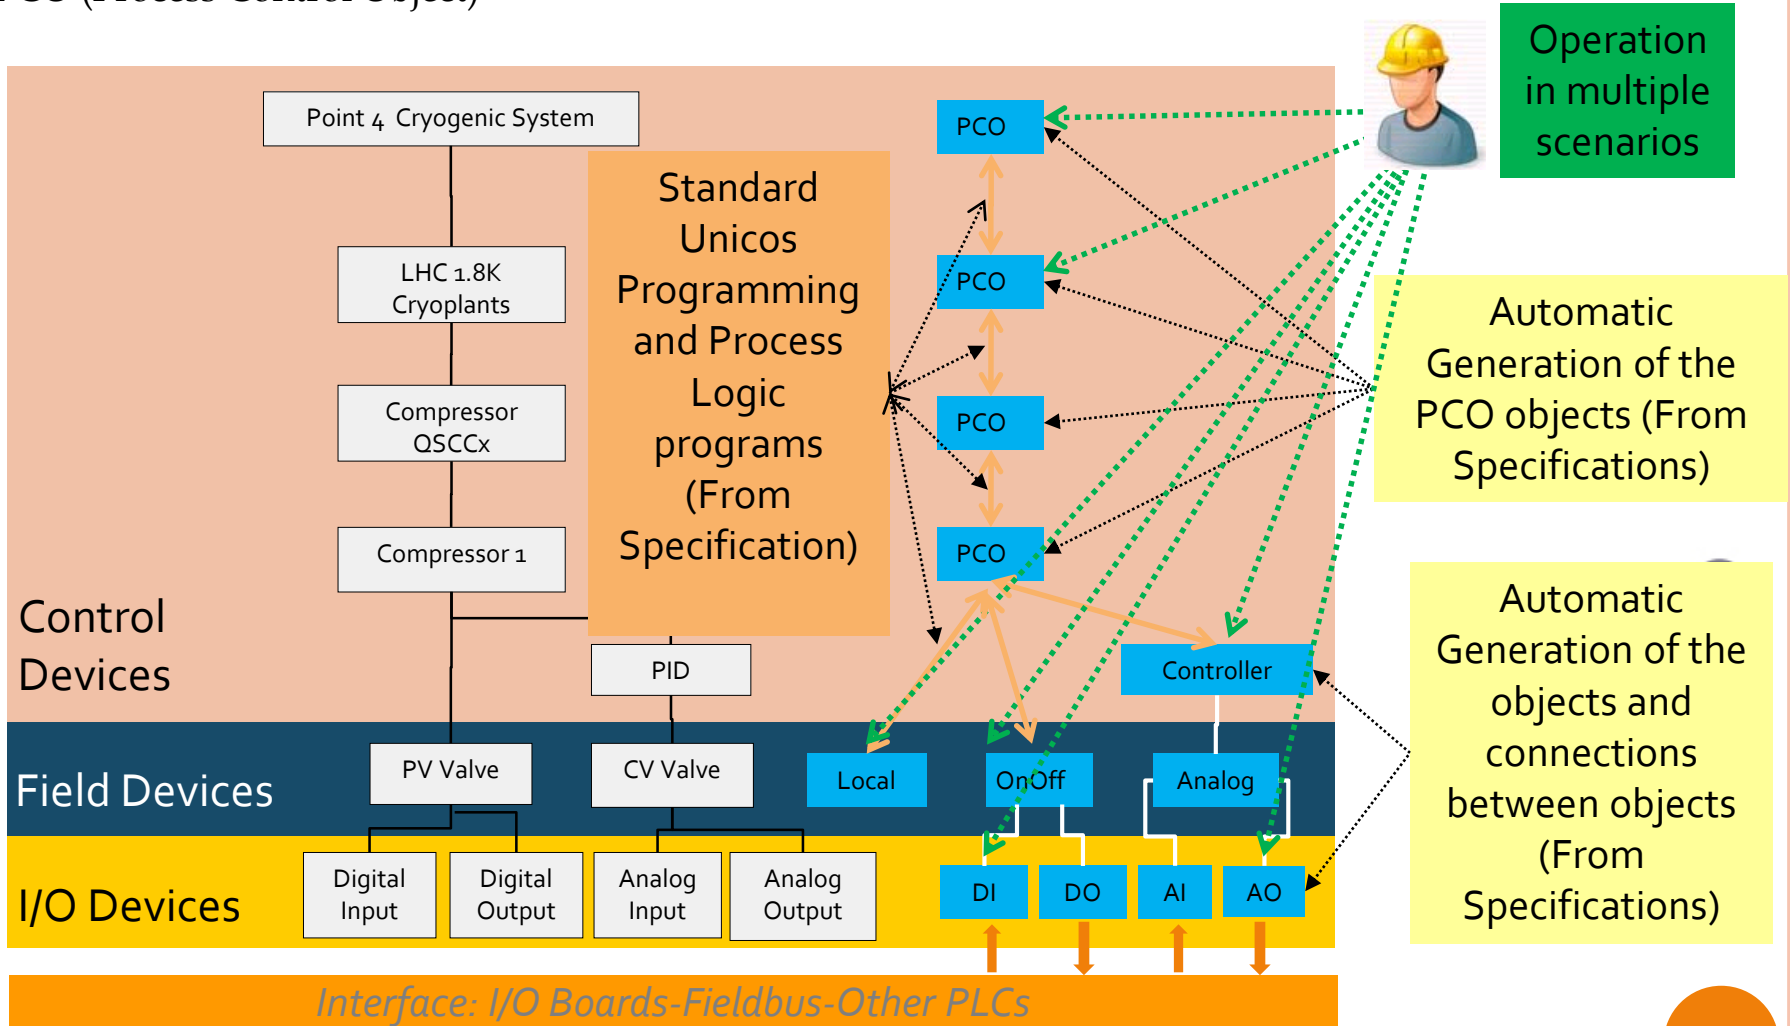 PCO (Process Control Object)
Operation
in multiple
scenarios
Point 4 Cryogenic System
PCO
Standard
Unicos
Programming
and Process
Logic
programs
(From
Specification)
LHC 1.8K
Cryoplants
PCO
Automatic
Generation of the
PCO objects (From
Specifications)
Compressor
QSCCx
PCO
Compressor 1
PCO
Automatic
Generation of the
objects and
connections
between objects
(From
Specifications)
Control
Devices
PID
Controller
Field Devices
PV Valve
CV Valve
Local
OnOff
Analog
I/O Devices
Digital
Input
Digital
Output
Analog
Input
Analog
Output
DI
DO
AI
AO
Interface: I/O Boards-Fieldbus-Other PLCs